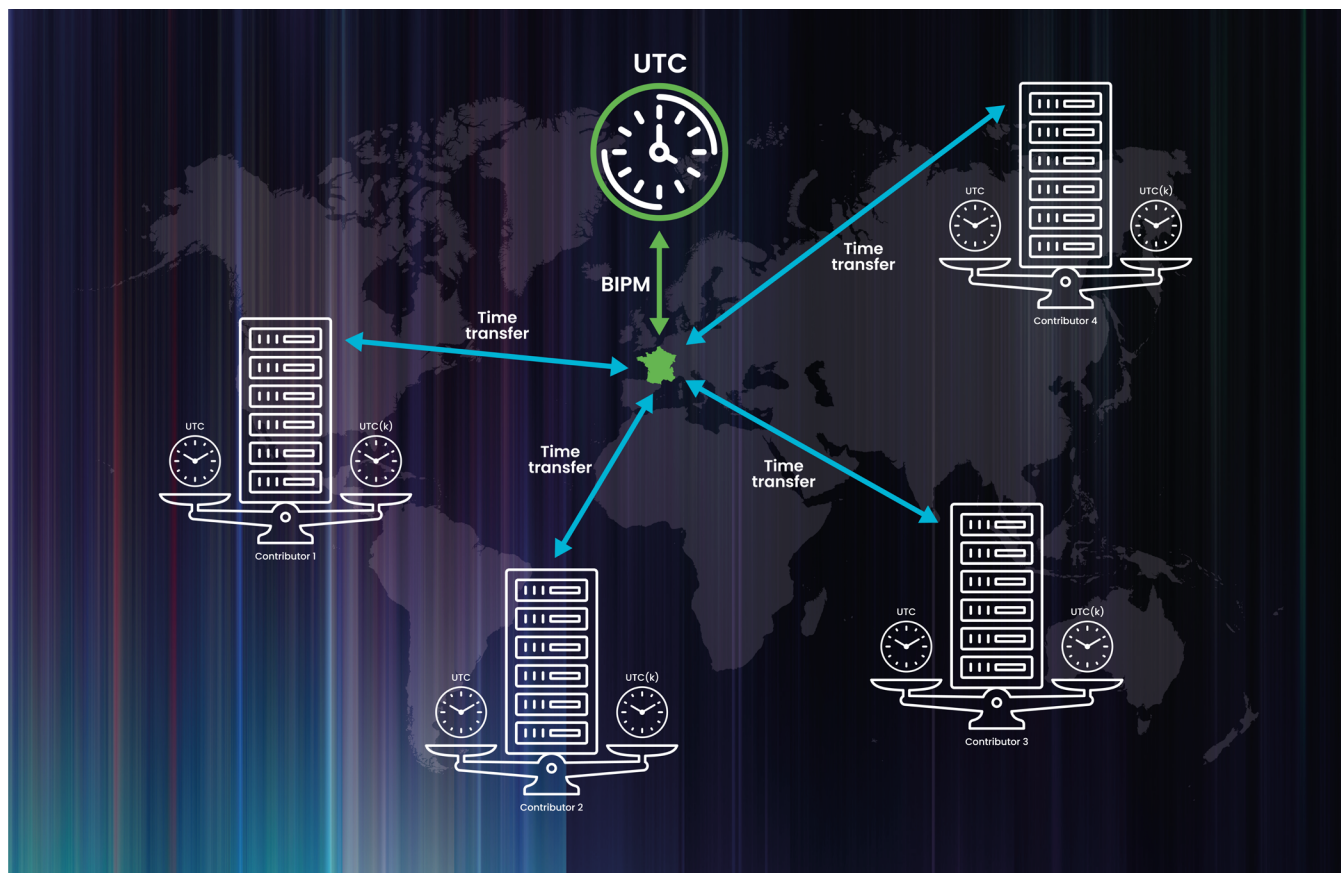 UTC
BIPM
Time
transfer
UTC
UTC(k)
Contributor 4
Time
transfer
UTC
UTC(k)
Contributor 1
Time
transfer
UTC
UTC(k)
Contributor 2
Time
transfer
UTC
UTC(k)
Contributor 3